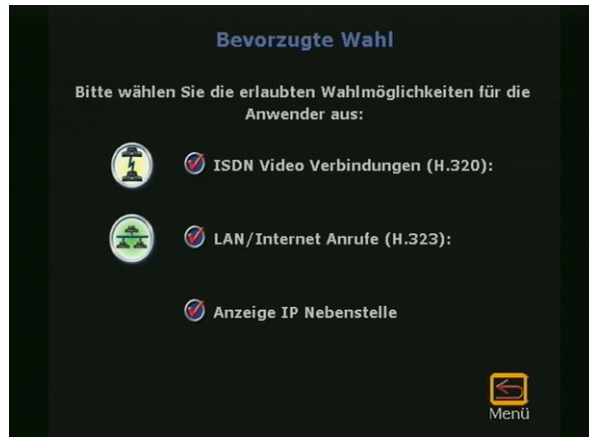 Bevorzugte Wahl
Bitte wählen Sie die erlaubten Wahlmöglichkeiten für die
Anwender aus:
ISDN Video Verbindungen (H.320):
LAN/Internet Anrufe (H.323):
Anzeige IP Nebenstelle
Menü